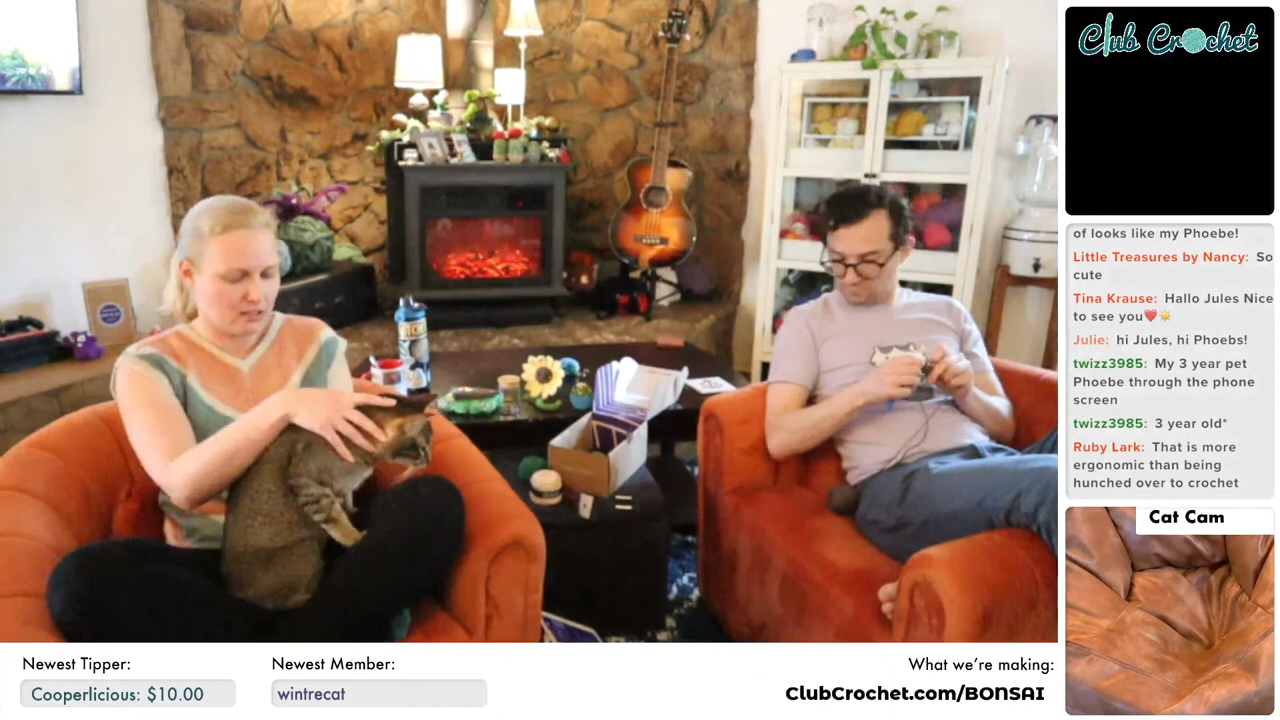 Club Crochet
of looks like my Phoebe!
Little Treasures by Nancy: So
cute
Tina Krause: Hallo Jules Nice
to see you❤️☀️
Julie: hi Jules, hi Phoebs!
twizz3985: My 3 year pet
Phoebe through the phone
screen
twizz3985: 3 year old*
Ruby Lark: That is more
ergonomic than being
hunched over to crochet
Cat Cam
Newest Tipper:
Cooperlicious: $10.00
Newest Member:
wintrecat
What we're making:
ClubCrochet.com/BONSAI